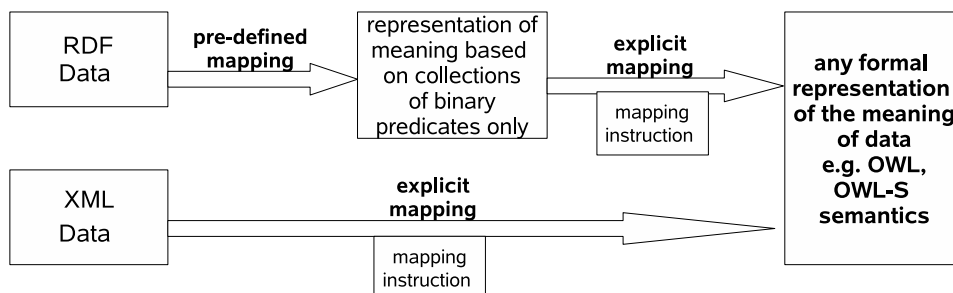 RDF
Data
pre-defined
mapping
representation of
meaning based
on collections
of binary
predicates only
explicit
mapping
mapping
instruction
any formal
representation
of the meaning
of data
e.g. OWL,
OWL-S
semantics
XML
Data
explicit
mapping
mapping
instruction